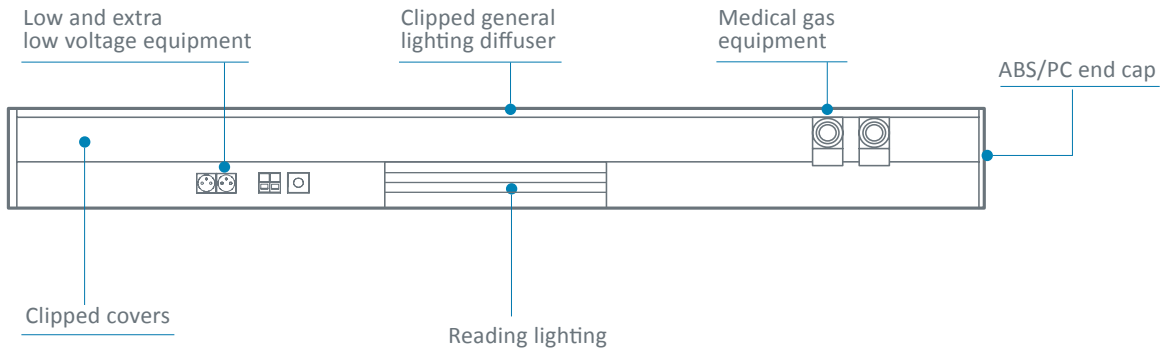 Low and extra
low voltage equipment
Clipped general
lighting diffuser
Medical gas
equipment
ABS/PC end cap
Clipped covers
Reading lighting